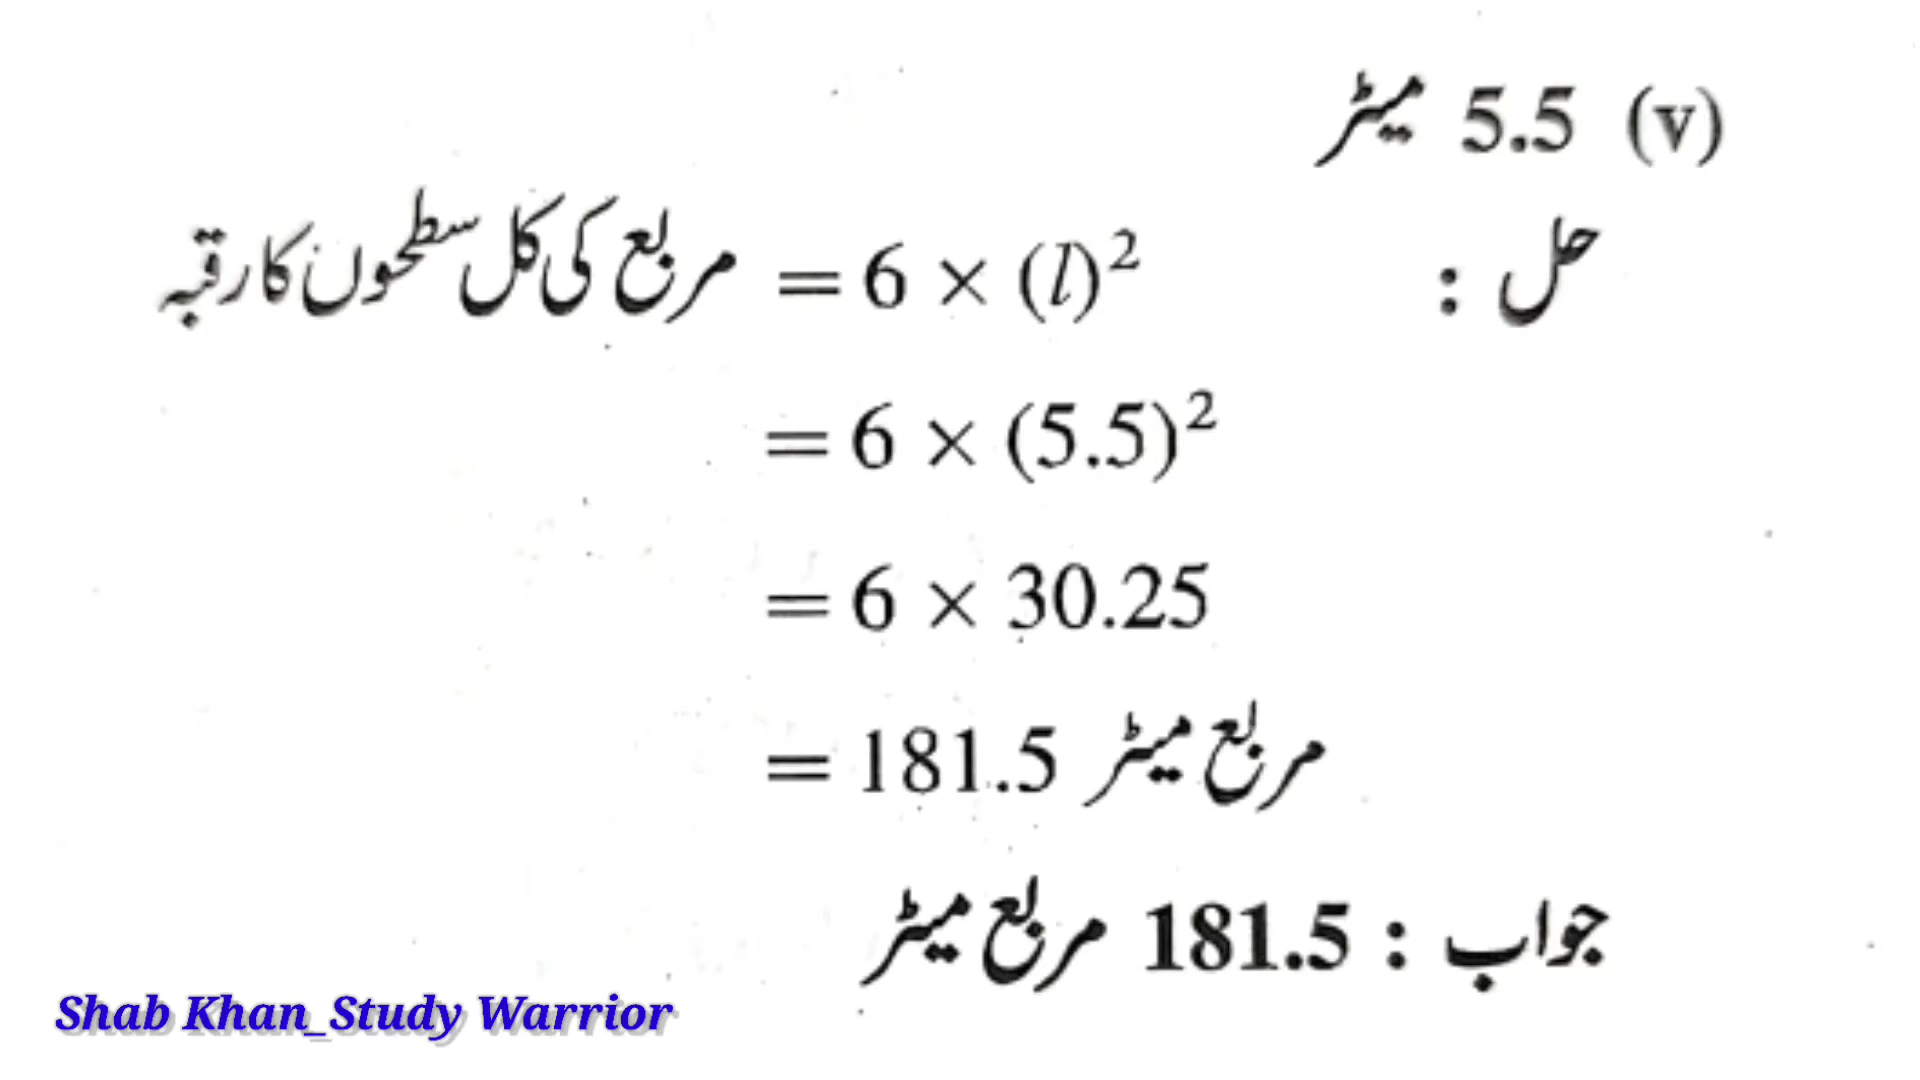 (v) 5.5 میٹر
حل :
مربع کی کل سطحوں کا رقبہ = 6 × (l)²
= 6 × (5.5)²
= 6 × 30.25
= 181.5 مربع میٹر
جواب : 181.5 مربع میٹر
Shab Khan_Study Warrior